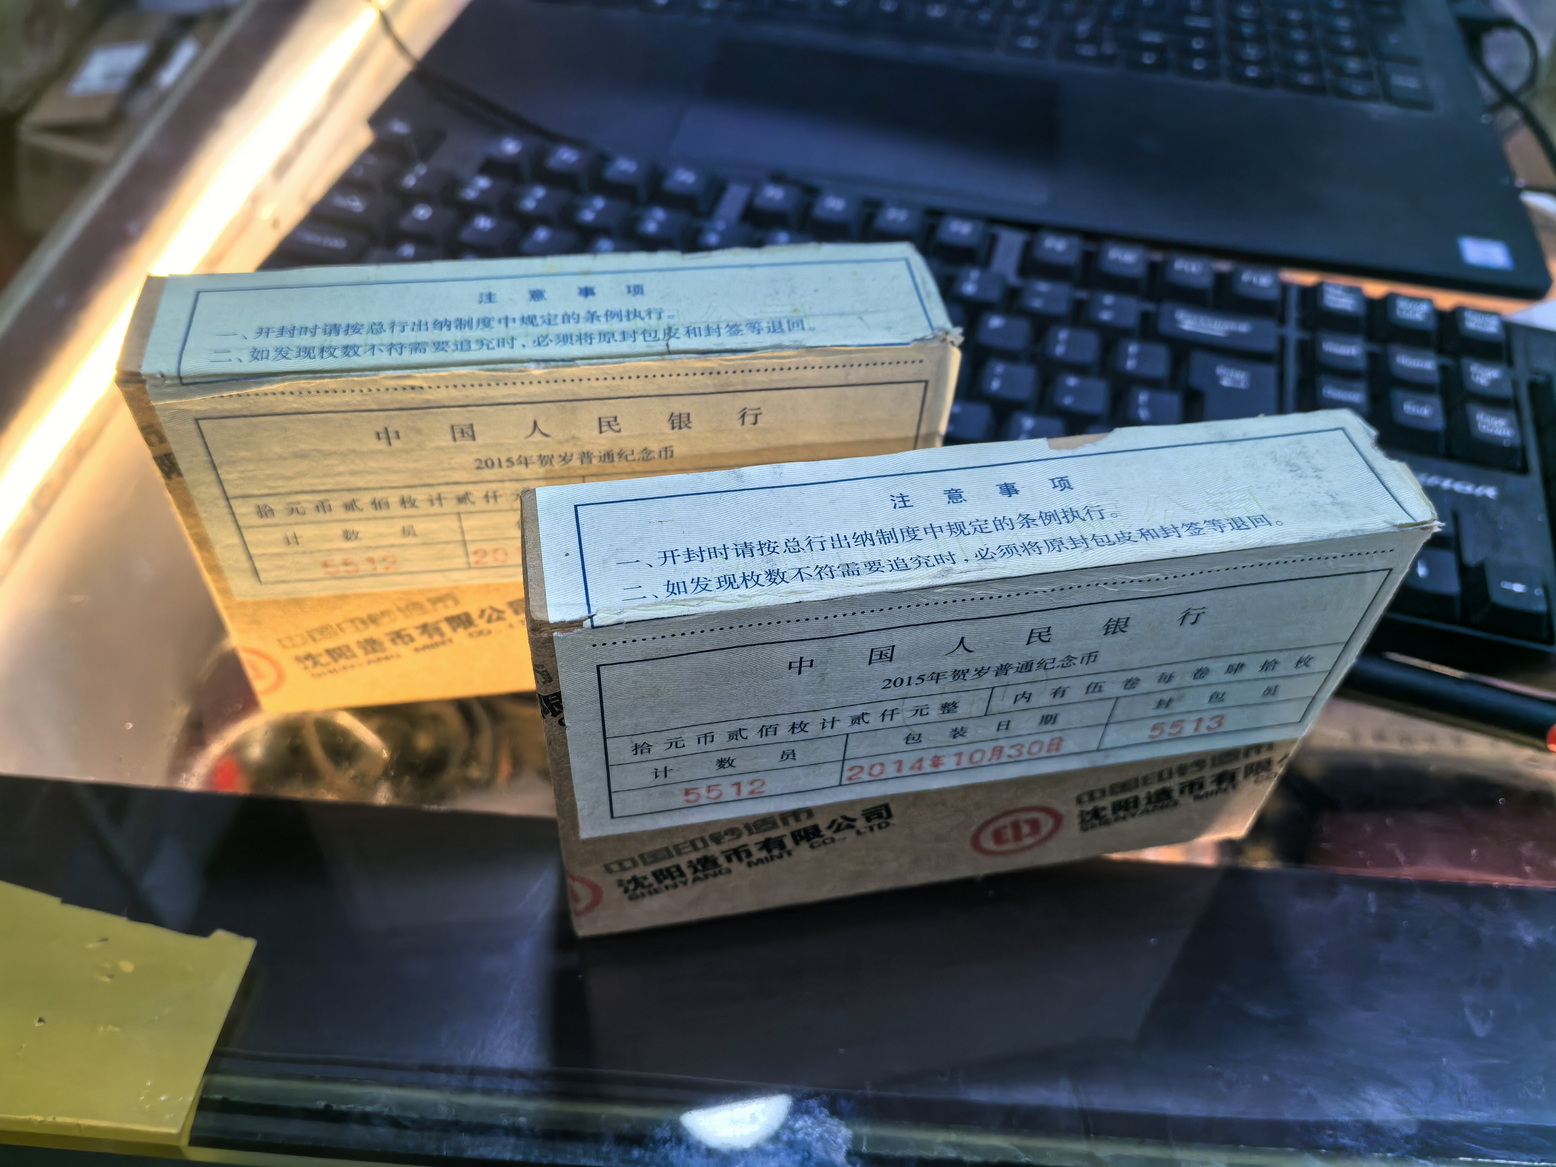 注意事项
一、开封时请按总行出纳制度中规定的条例执行。
二、如发现枚数不符需要追究时,必须将原封包皮和封签等退回。
中国人民银行
2015年贺岁普通纪念币
拾元币贰佰枚计贰仟元
计数员
5512
20
中国印钞造币
沈阳造币有限公司
SHENYANG MINT CO., L
注意事项
一、开封时请按总行出纳制度中规定的条例执行。
二、如发现枚数不符需要追究时,必须将原封包皮和封签等退回。
中国人民银行
2015年贺岁普通纪念币
拾元币贰佰枚计贰仟元整 内有伍卷每卷肆拾枚
计数员 包装日期 封包员
5512 2014年10月30日 5513
中国印钞造币
沈阳造币有限公司
SHENYANG MINT CO., LTD.
中国印钞造币
沈阳造币有限公
SHENYANG MINT CO
End